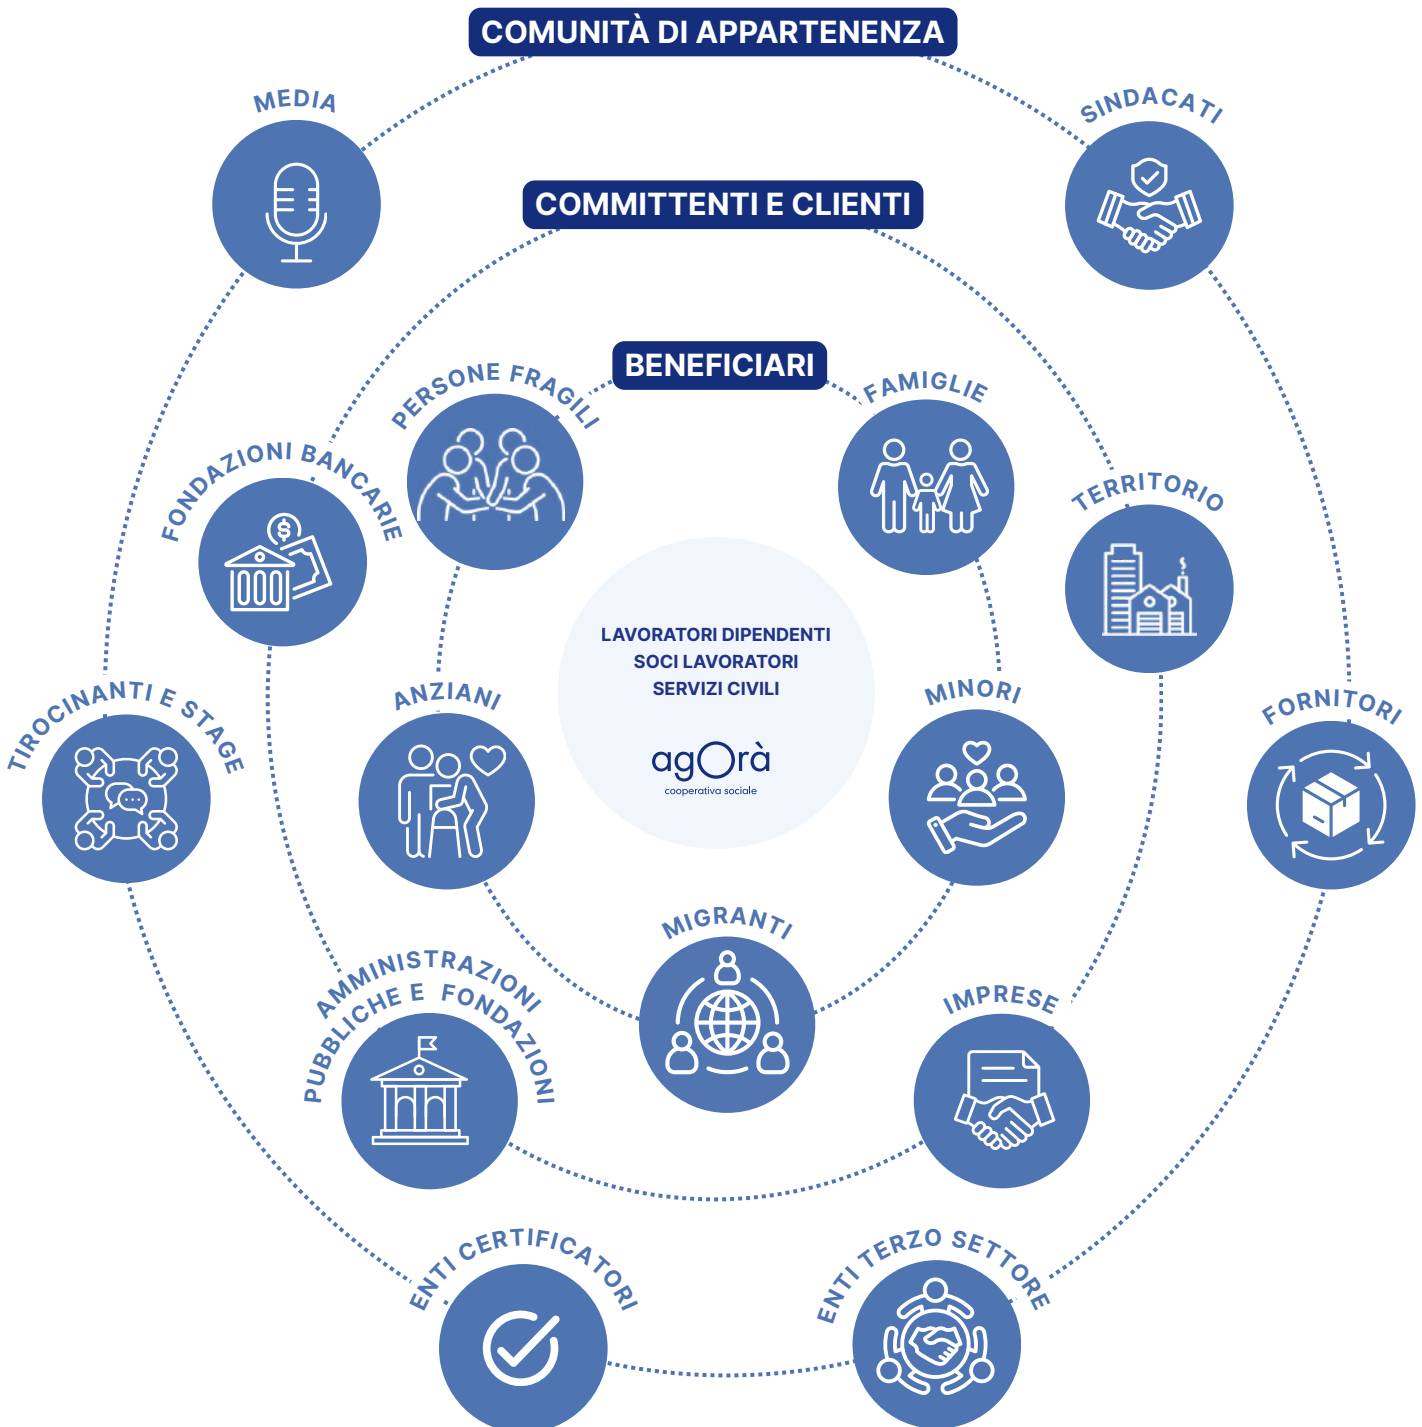 COMUNITÀ DI APPARTENENZA
MEDIA
SINDACATI
COMMITTENTI E CLIENTI
BENEFICIARI
PERSONE FRAGILI
FAMIGLIE
FONDAZIONI BANCARIE
TERRITORIO
LAVORATORI DIPENDENTI
SOCI LAVORATORI
SERVIZI CIVILI
agOrà
cooperativa sociale
TIROCINANTI E STAGE
ANZIANI
MINORI
FORNITORI
MIGRANTI
AMMINISTRAZIONI
PUBBLICHE E FONDAZIONI
IMPRESE
ENTI CERTIFICATORI
ENTI TERZO SETTORE